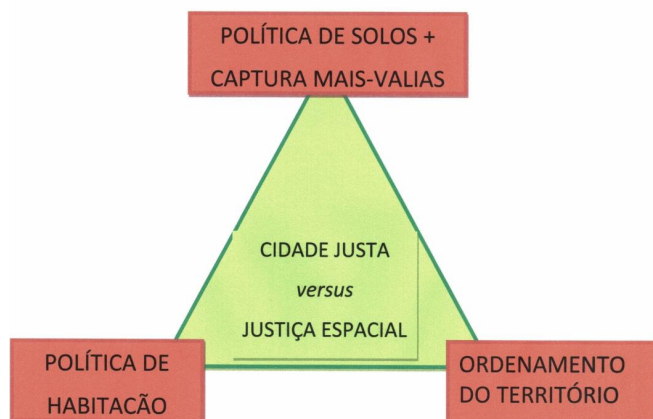 POLÍTICA DE SOLOS +
CAPTURA MAIS-VALIAS
CIDADE JUSTA
versus
JUSTIÇA ESPACIAL
POLÍTICA DE
HABITAÇÃO
ORDENAMENTO
DO TERRITÓRIO